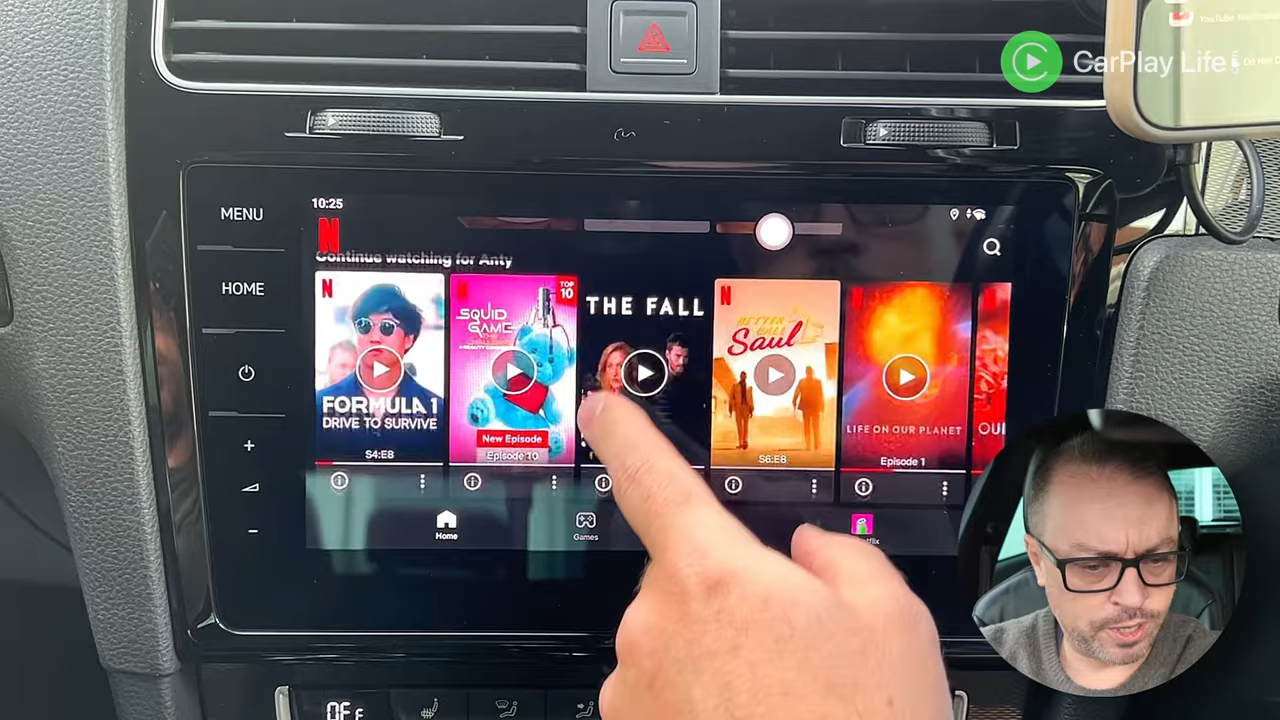 CarPlay Life
MENU
HOME
10:25
N
Continue watching for Anty
N
FORMULA 1
DRIVE TO SURVIVE
S4:E8
TOP
10
SQUID
GAME
New Episode
Episode 10
THE FALL
N
BETTER CALL
Saul
S6:E8
LIFE ON OUR PLANET
Episode 1
OUR
Home
Games
OFF